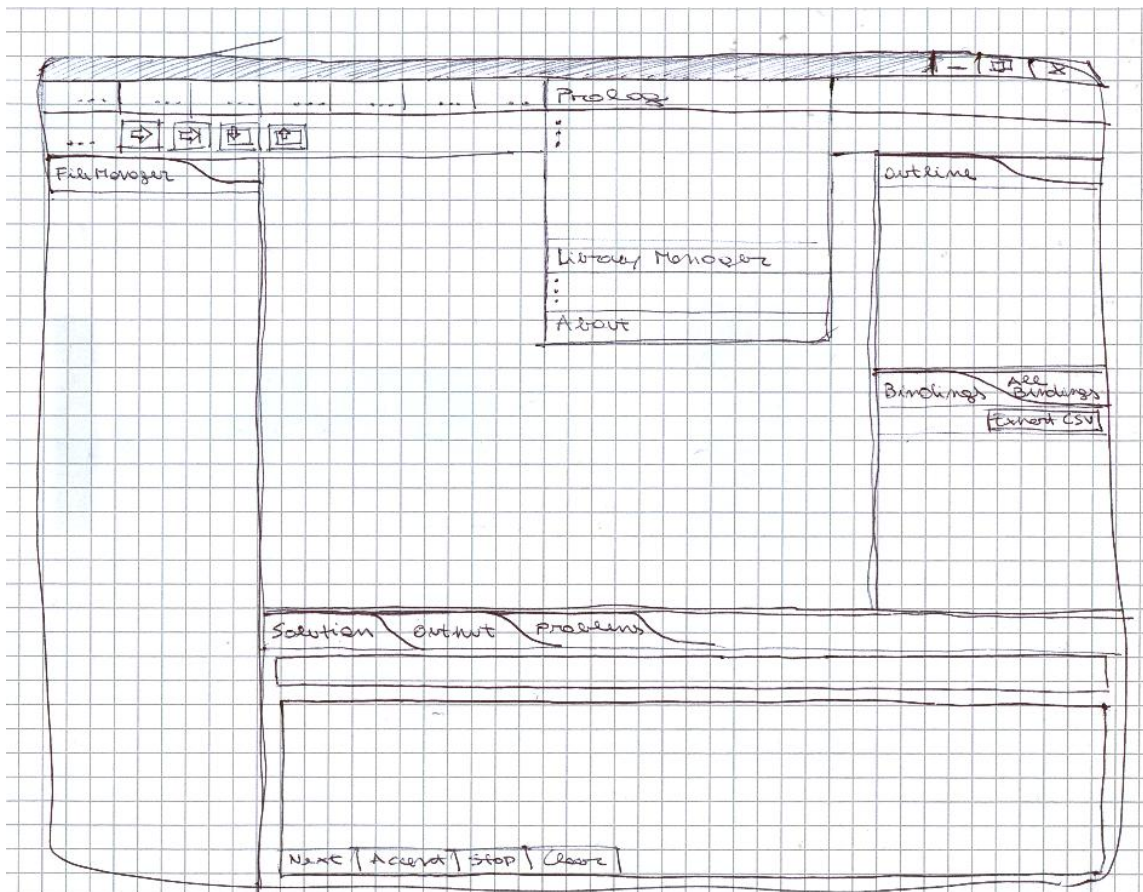 ... ... ... ... ... ... ... Prolog
...
File Manager
Outline
Library Manager
About
Bindings All Bindings
Export CSV
Solution Output Problems
Next Accept Stop Clear